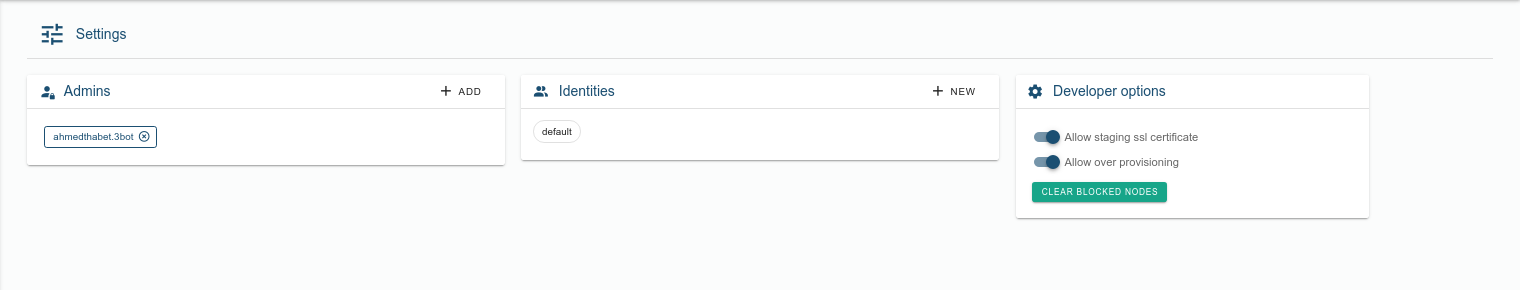 Settings
Admins
ADD
ahmedthabet.3bot
Identities
NEW
default
Developer options
Allow staging ssl certificate
Allow over provisioning
CLEAR BLOCKED NODES